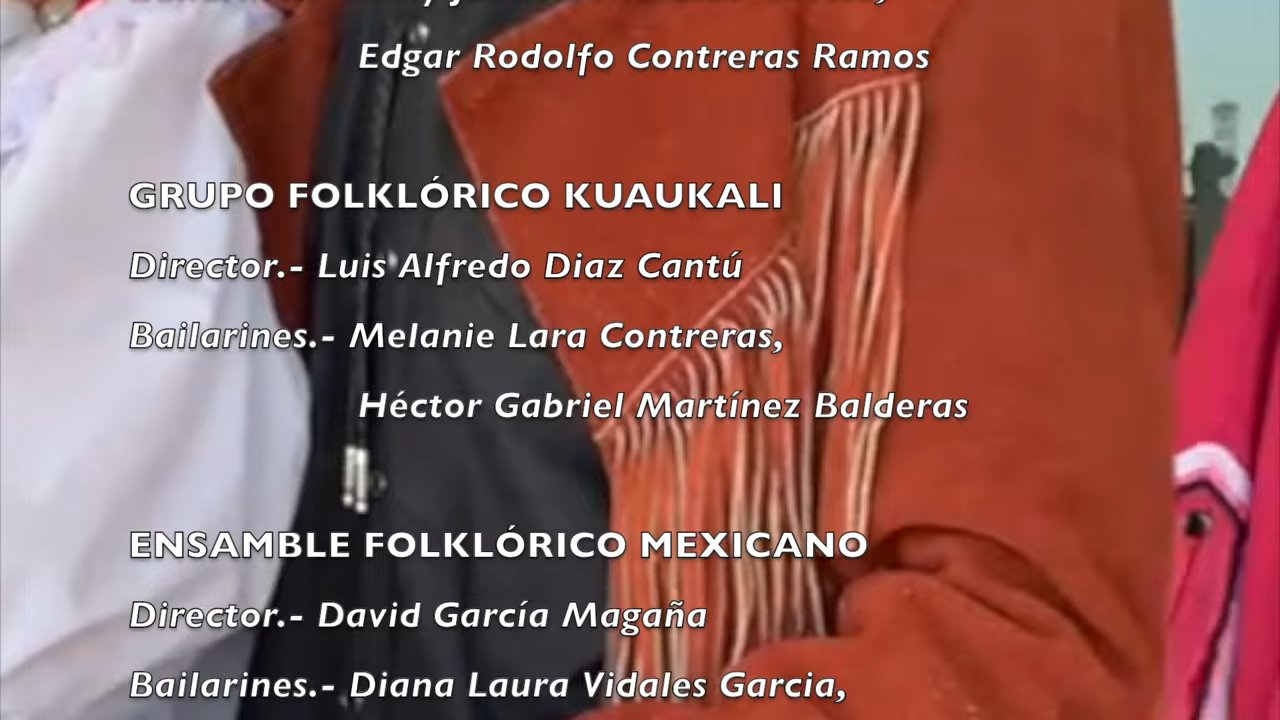 Edgar Rodolfo Contreras Ramos
GRUPO FOLKLÓRICO KUAUKALI
Director.- Luis Alfredo Diaz Cantú
Bailarines.- Melanie Lara Contreras,
Héctor Gabriel Martínez Balderas
ENSAMBLE FOLKLÓRICO MEXICANO
Director.- David García Magaña
Bailarines.- Diana Laura Vidales Garcia,